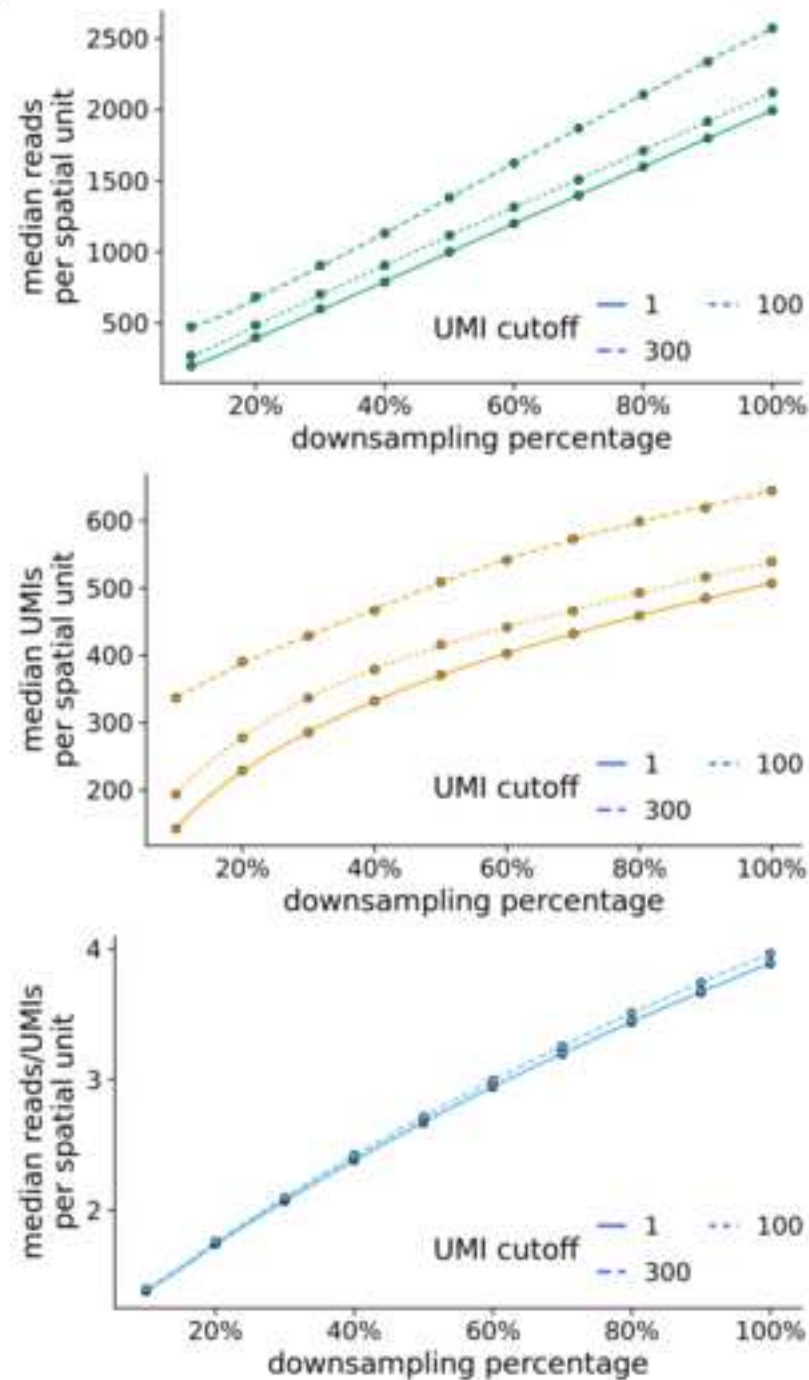 median reads
per spatial unit
2500
2000
1500
1000
500
UMI cutoff
1
100
300
20% 40% 60% 80% 100%
downsampling percentage
median UMIs
per spatial unit
600
500
400
300
200
UMI cutoff
1
100
300
20% 40% 60% 80% 100%
downsampling percentage
median reads/UMIs
per spatial unit
4
3
2
UMI cutoff
1
100
300
20% 40% 60% 80% 100%
downsampling percentage